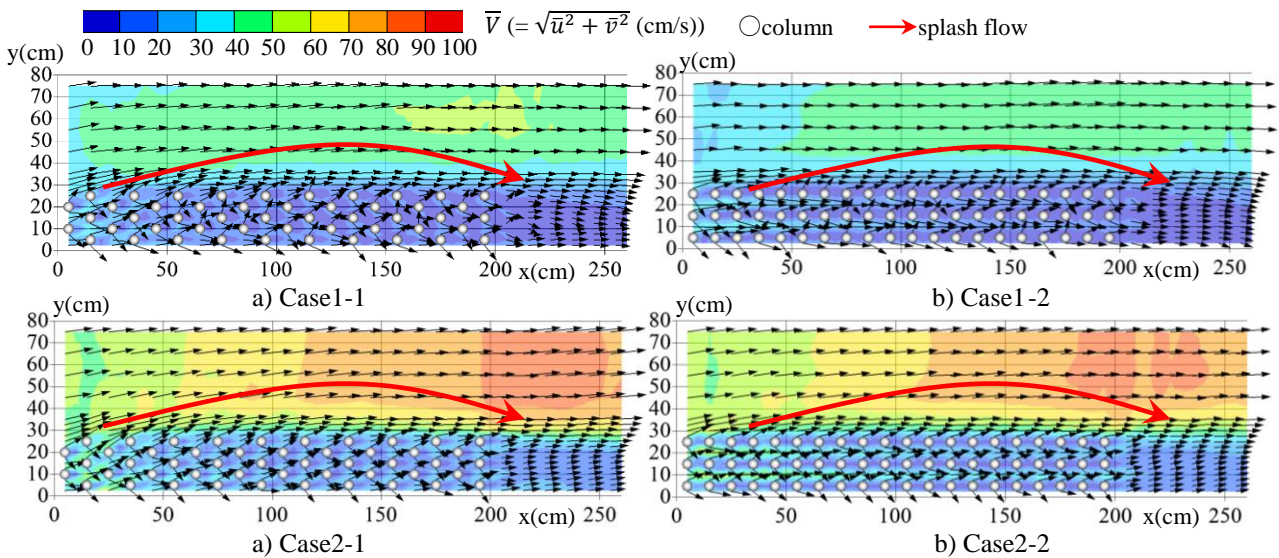 V̅ (= √u̅² + v̅² (cm/s)) column splash flow
0 10 20 30 40 50 60 70 80 90 100
y(cm) y(cm)
80 80
70 70
60 60
50 50
40 40
30 30
20 20
10 10
0 0
0 50 100 150 200 250 0 50 100 150 200 250
x(cm) x(cm)
a) Case1-1 b) Case1-2
y(cm) y(cm)
80 80
70 70
60 60
50 50
40 40
30 30
20 20
10 10
0 0
0 50 100 150 200 250 0 50 100 150 200 250
x(cm) x(cm)
a) Case2-1 b) Case2-2